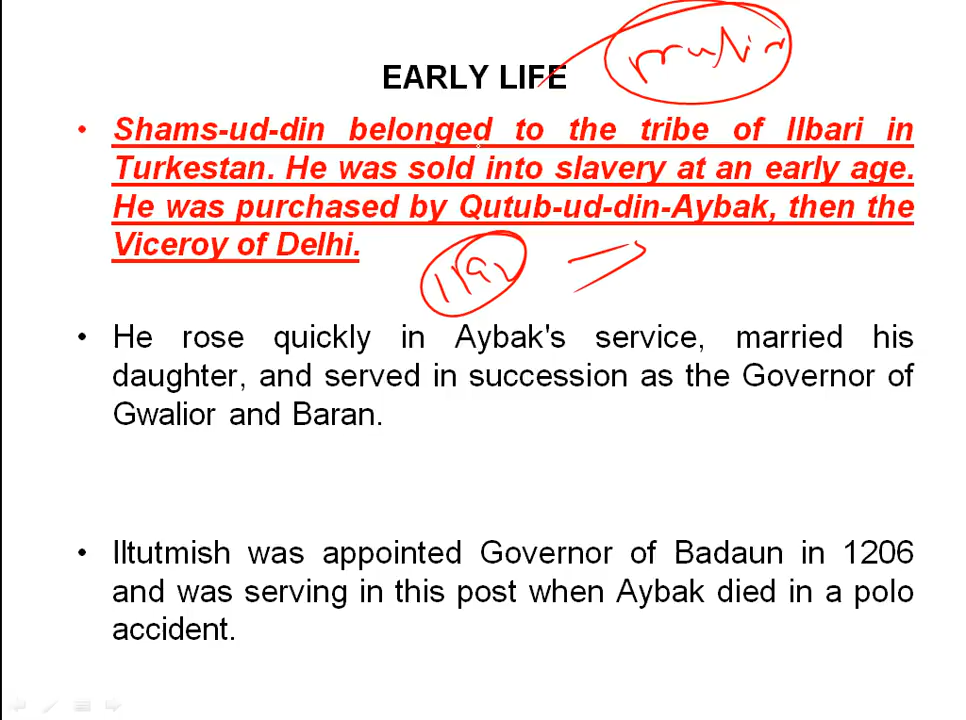 EARLY LIFE
• Shams-ud-din belonged to the tribe of Ilbari in
Turkestan. He was sold into slavery at an early age.
He was purchased by Qutub-ud-din-Aybak, then the
Viceroy of Delhi.
1192
• He rose quickly in Aybak's service, married his
daughter, and served in succession as the Governor of
Gwalior and Baran.
• Iltutmish was appointed Governor of Badaun in 1206
and was serving in this post when Aybak died in a polo
accident.